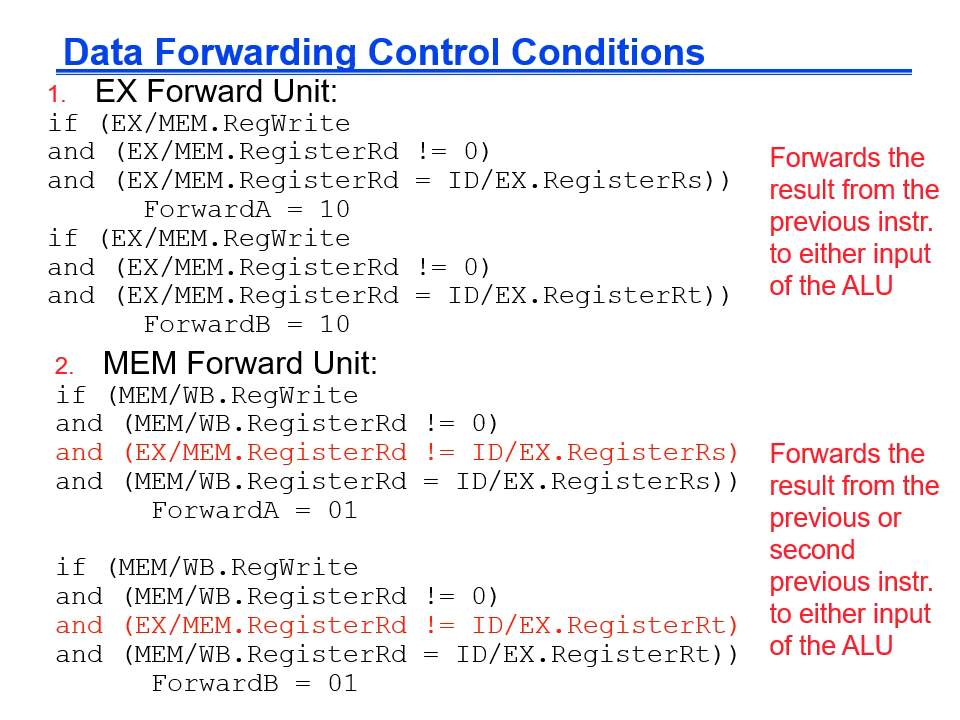 Data Forwarding Control Conditions
1. EX Forward Unit:
if (EX/MEM.RegWrite
and (EX/MEM.RegisterRd != 0)
and (EX/MEM.RegisterRd = ID/EX.RegisterRs))
ForwardA = 10
if (EX/MEM.RegWrite
and (EX/MEM.RegisterRd != 0)
and (EX/MEM.RegisterRd = ID/EX.RegisterRt))
ForwardB = 10
Forwards the
result from the
previous instr.
to either input
of the ALU
2. MEM Forward Unit:
if (MEM/WB.RegWrite
and (MEM/WB.RegisterRd != 0)
and (EX/MEM.RegisterRd != ID/EX.RegisterRs)
and (MEM/WB.RegisterRd = ID/EX.RegisterRs))
ForwardA = 01
if (MEM/WB.RegWrite
and (MEM/WB.RegisterRd != 0)
and (EX/MEM.RegisterRd != ID/EX.RegisterRt)
and (MEM/WB.RegisterRd = ID/EX.RegisterRt))
ForwardB = 01
Forwards the
result from the
previous or
second
previous instr.
to either input
of the ALU